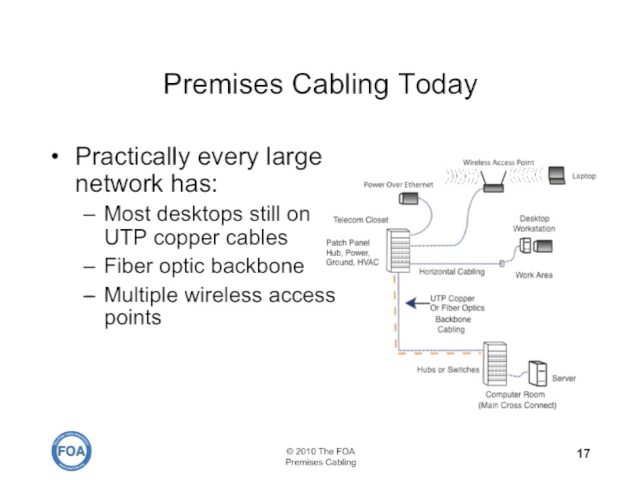 Premises Cabling Today
• Practically every large
network has:
– Most desktops still on
UTP copper cables
– Fiber optic backbone
– Multiple wireless access
points
Wireless Access Point
Laptop
Power Over Ethernet
Telecom Closet
Desktop
Workstation
Patch Panel
Hub, Power,
Ground, HVAC
Horizontal Cabling
Work Area
UTP Copper
Or Fiber Optics
Backbone
Cabling
Hubs or Switches
Server
Computer Room
(Main Cross Connect)
FOA
© 2010 The FOA
Premises Cabling
17